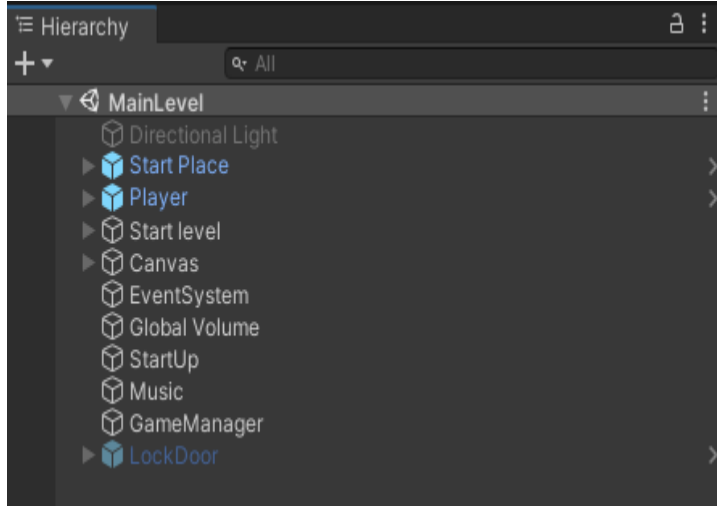 Hierarchy
All
MainLevel
Directional Light
Start Place
Player
Start level
Canvas
EventSystem
Global Volume
StartUp
Music
GameManager
LockDoor